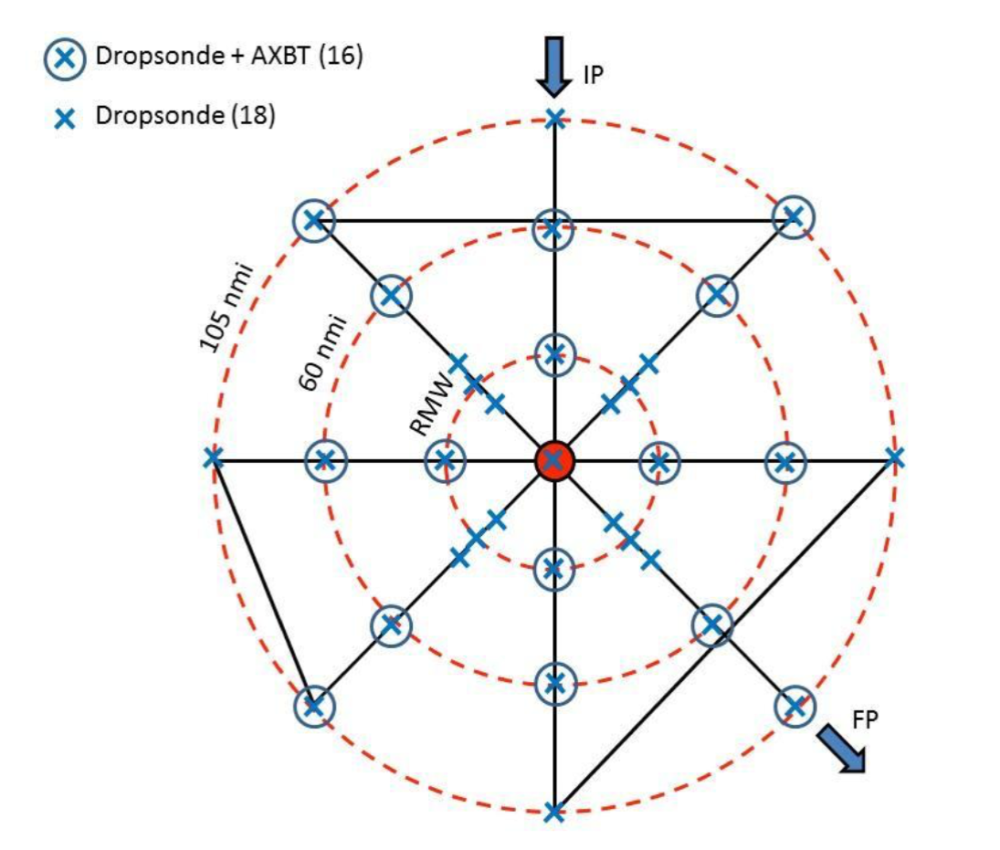 Dropsonde + AXBT (16)
Dropsonde (18)
IP
105 nmi
60 nmi
RMW
FP